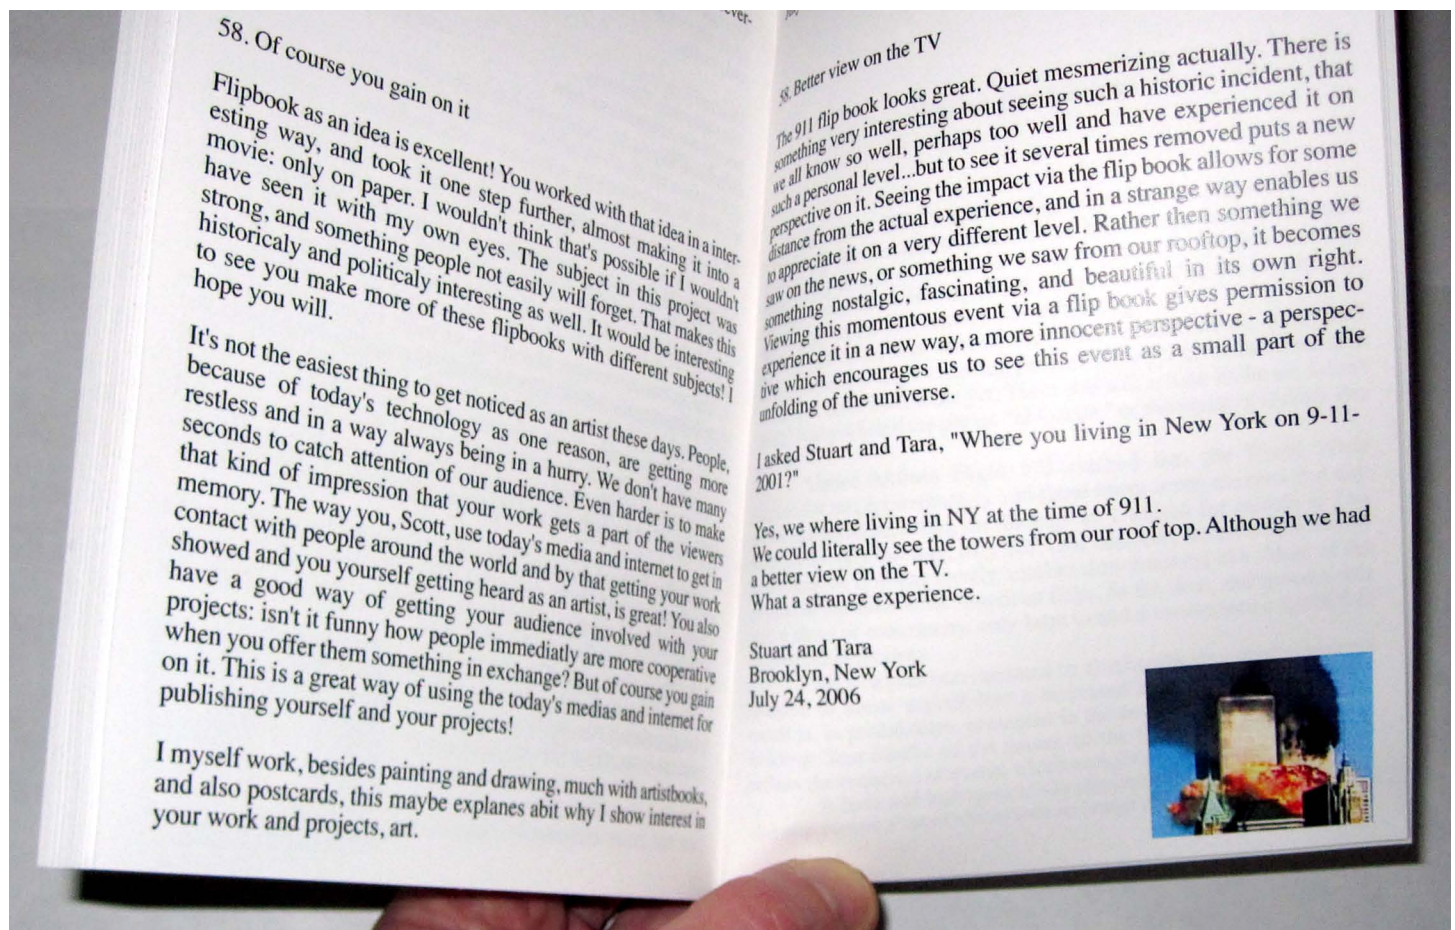 58. Of course you gain on it
Flipbook as an idea is excellent! You worked with that idea in a inter-
esting way, and took it one step further, almost making it into a
movie: only on paper. I wouldn't think that's possible if I wouldn't
have seen it with my own eyes. The subject in this project was
strong, and something people not easily will forget. That makes this
historicaly and politicaly interesting as well. It would be interesting
to see you make more of these flipbooks with different subjects! I
hope you will.
It's not the easiest thing to get noticed as an artist these days. People,
because of today's technology as one reason, are getting more
restless and in a way always being in a hurry. We don't have many
seconds to catch attention of our audience. Even harder is to make
that kind of impression that your work gets a part of the viewers
memory. The way you, Scott, use today's media and internet to get in
contact with people around the world and by that getting your work
showed and you yourself getting heard as an artist, is great! You also
have a good way of getting your audience involved with your
projects: isn't it funny how people immediatly are more cooperative
when you offer them something in exchange? But of course you gain
on it. This is a great way of using the today's medias and internet for
publishing yourself and your projects!
I myself work, besides painting and drawing, much with artistbooks,
and also postcards, this maybe explanes abit why I show interest in
your work and projects, art.
58. Better view on the TV
The 911 flip book looks great. Quiet mesmerizing actually. There is
something very interesting about seeing such a historic incident, that
we all know so well, perhaps too well and have experienced it on
such a personal level...but to see it several times removed puts a new
perspective on it. Seeing the impact via the flip book allows for some
distance from the actual experience, and in a strange way enables us
to appreciate it on a very different level. Rather then something we
saw on the news, or something we saw from our rooftop, it becomes
something nostalgic, fascinating, and beautiful in its own right.
Viewing this momentous event via a flip book gives permission to
experience it in a new way, a more innocent perspective - a perspec-
tive which encourages us to see this event as a small part of the
unfolding of the universe.
I asked Stuart and Tara, "Where you living in New York on 9-11-
2001?"
Yes, we where living in NY at the time of 911.
We could literally see the towers from our roof top. Although we had
a better view on the TV.
What a strange experience.
Stuart and Tara
Brooklyn, New York
July 24, 2006